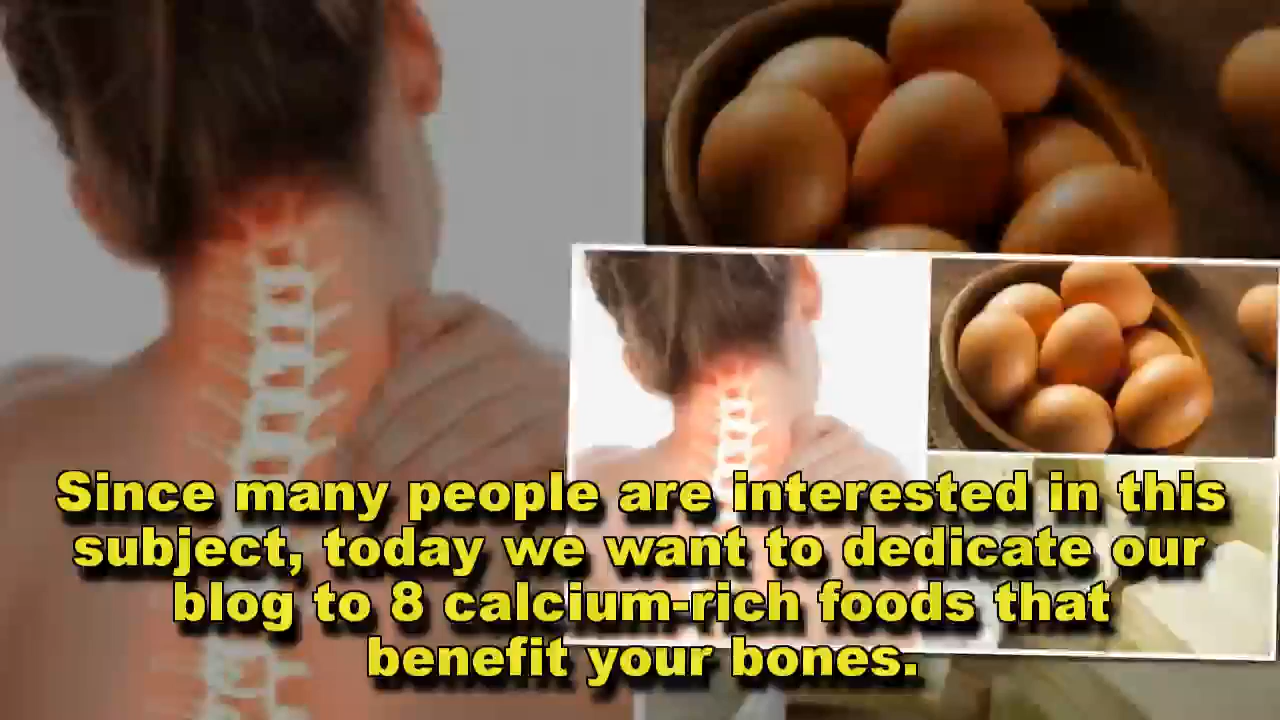 Since many people are interested in this
subject, today we want to dedicate our
blog to 8 calcium-rich foods that
benefit your bones.